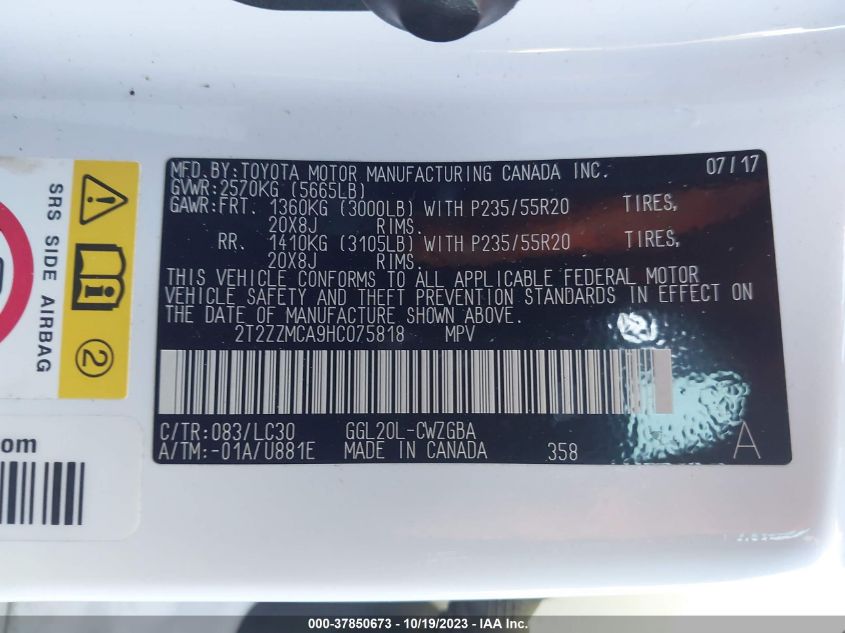 MFD.BY:TOYOTA MOTOR MANUFACTURING CANADA INC. 07/17
GVWR:2570KG (5665LB)
GAWR:FRT. 1360KG (3000LB) WITH P235/55R20 TIRES,
20X8J RIMS.
RR. 1410KG (3105LB) WITH P235/55R20 TIRES,
20X8J RIMS.
THIS VEHICLE CONFORMS TO ALL APPLICABLE FEDERAL MOTOR
VEHICLE SAFETY AND THEFT PREVENTION STANDARDS IN EFFECT ON
THE DATE OF MANUFACTURE SHOWN ABOVE.
2T2ZZMCA9HC075818 MPV
C/TR:083/LC30 GGL20L-CWZGBA
A/TM:-01A/U881E MADE IN CANADA 358 A
SRS SIDE AIRBAG
2
.com
000-37850673 - 10/19/2023 - IAA Inc.